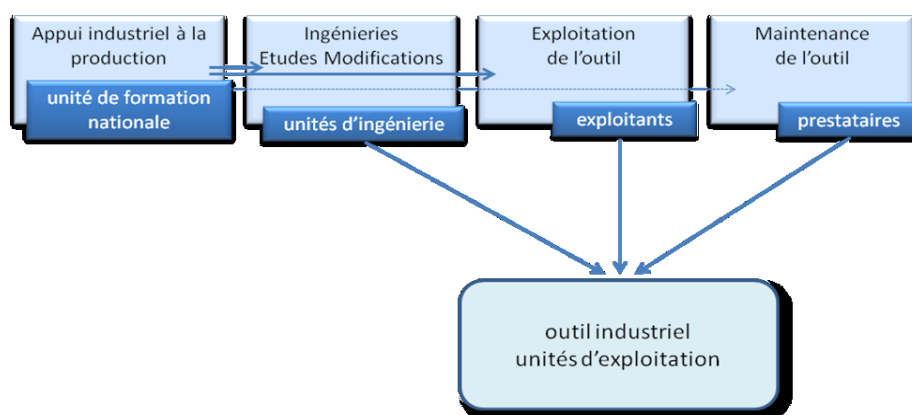 Appui industriel à la
production
unité de formation
nationale
Ingénieries
Etudes Modifications
unités d'ingénierie
Exploitation
de l'outil
exploitants
Maintenance
de l'outil
prestataires
outil industriel
unités d'exploitation